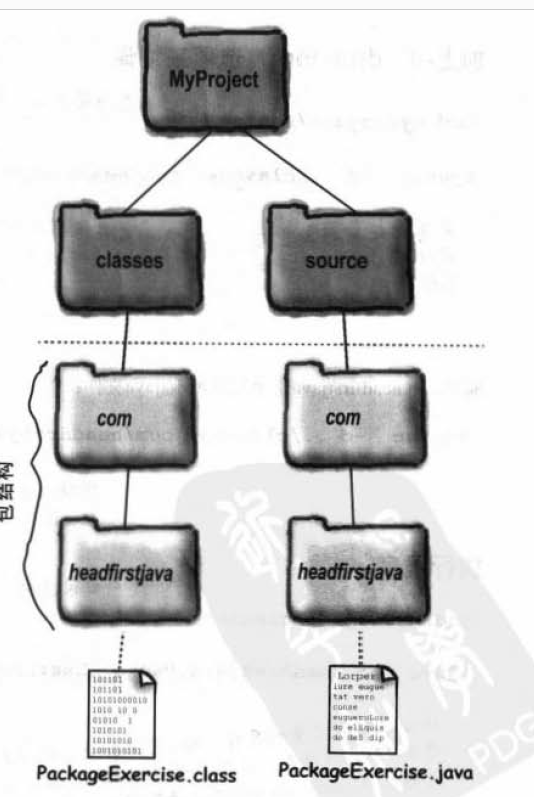 MyProject
classes
source
com
com
包结构
headfirstjava
headfirstjava
101101
101101
10101000010
1010 10 0
01010 1
1010101
10101010
1001010101
Lorper
iure eugue
tat vero
conse
eugueroLore
do eliquis
do del dip
PackageExercise.class
PackageExercise.java
PDG